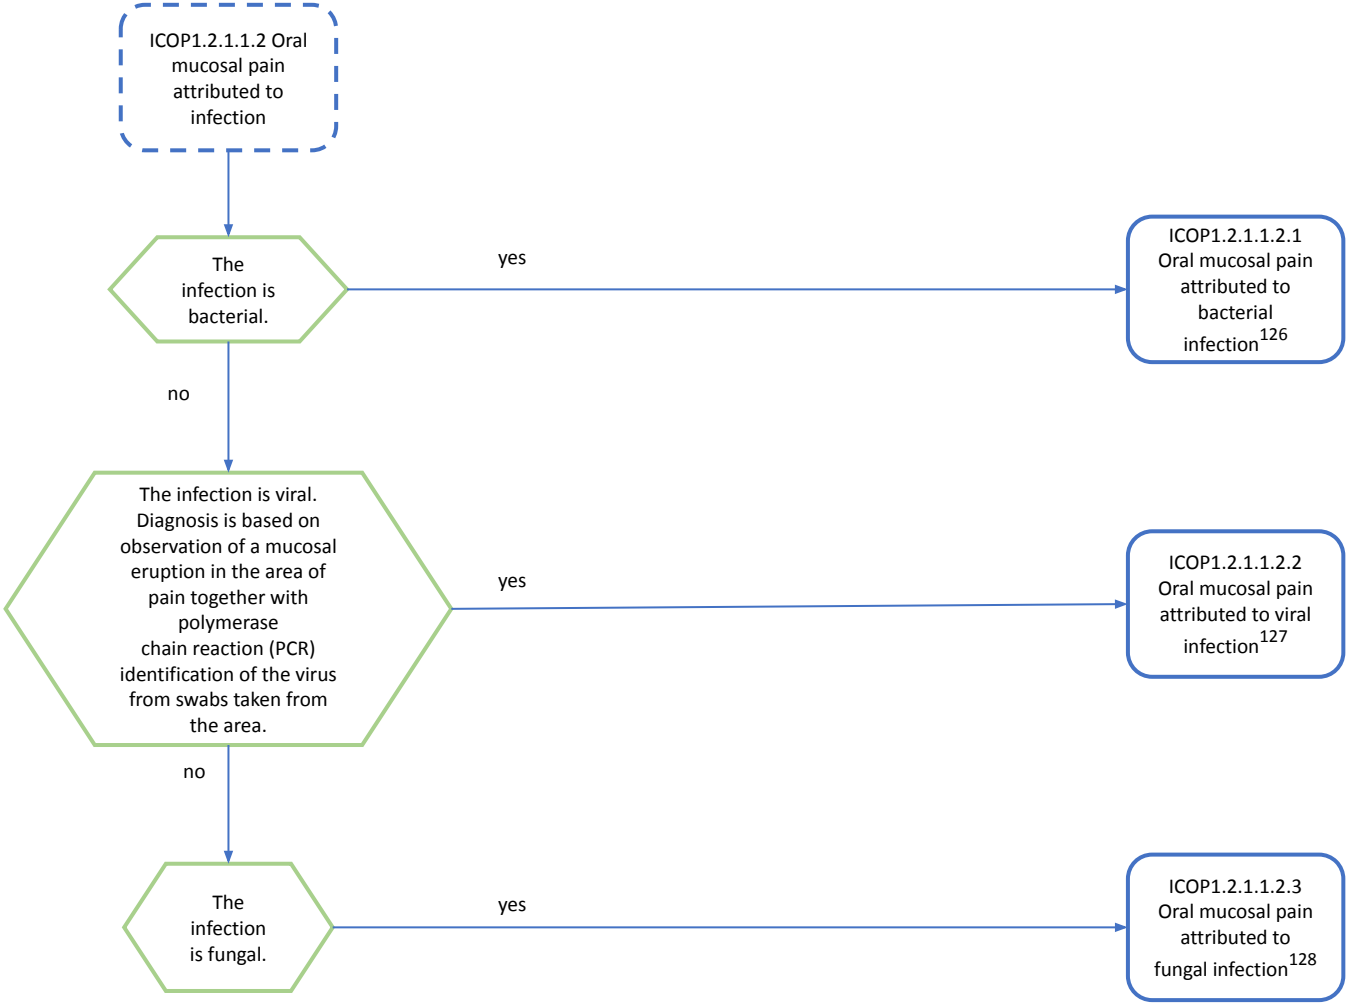 ICOP1.2.1.1.2 Oral
mucosal pain
attributed to
infection
The
infection is
bacterial.
yes
ICOP1.2.1.1.2.1
Oral mucosal pain
attributed to
bacterial
infection126
no
The infection is viral.
Diagnosis is based on
observation of a mucosal
eruption in the area of
pain together with
polymerase
chain reaction (PCR)
identification of the virus
from swabs taken from
the area.
yes
ICOP1.2.1.1.2.2
Oral mucosal pain
attributed to viral
infection127
no
The
infection
is fungal.
yes
ICOP1.2.1.1.2.3
Oral mucosal pain
attributed to
fungal infection128